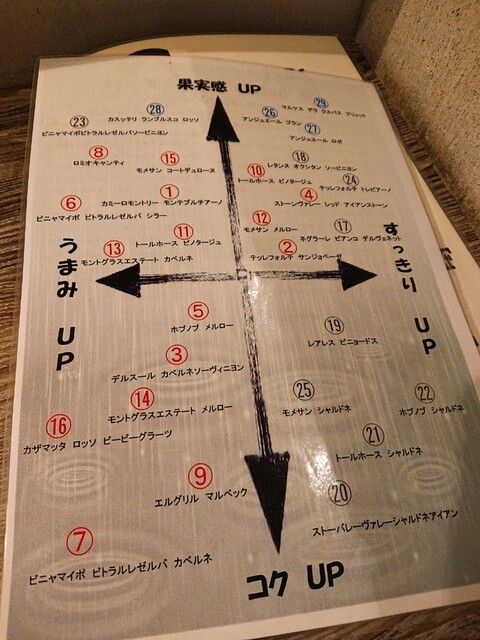 果実感 UP
㉙
マルケス デラ クエバス ブリュット
㉘
カステリ ランブルスコ ロッソ
㉖
アンジュエール ブラン
㉓
ピニャマイポビトラルレゼルバソービニヨン
㉗
アンジュエール ロゼ
⑧
ロミオキャンティ
⑮
モメサン コートデュローヌ
⑱
レタンス オクシタン ソービニヨン
⑩
トールホース ピノタージュ
㉔
テッレフォルテ トレビアーノ
①
カミーロモントリー モンテプルチアーノ
④
ストーンヴァレー レッド アイアンストーン
⑥
ピニャマイポ ビトラルレゼルバ シラー
⑫
モメサン メルロー
⑰
ネグラーレ ビアンコ デルヴェネット
⑪
トールホース ピノタージュ
②
テッレフォルテ サンジョベーゼ
⑬
モントグラスエステート カベルネ
うまみ UP
すっきり UP
⑤
ホブノブ メルロー
⑲
レアレス ビニョードス
③
デルスール カベルネソーヴィニヨン
⑭
モントグラスエステート メルロー
㉕
モメサン シャルドネ
㉒
ホブノブ シャルドネ
⑯
カザマッタ ロッソ ビービーグラーツ
㉑
トールホース シャルドネ
⑨
エルグリル マルベック
⑳
ストーバレーヴァレーシャルドネアイアン
⑦
ピニャマイポ ビトラルレゼルバ カベルネ
コク UP